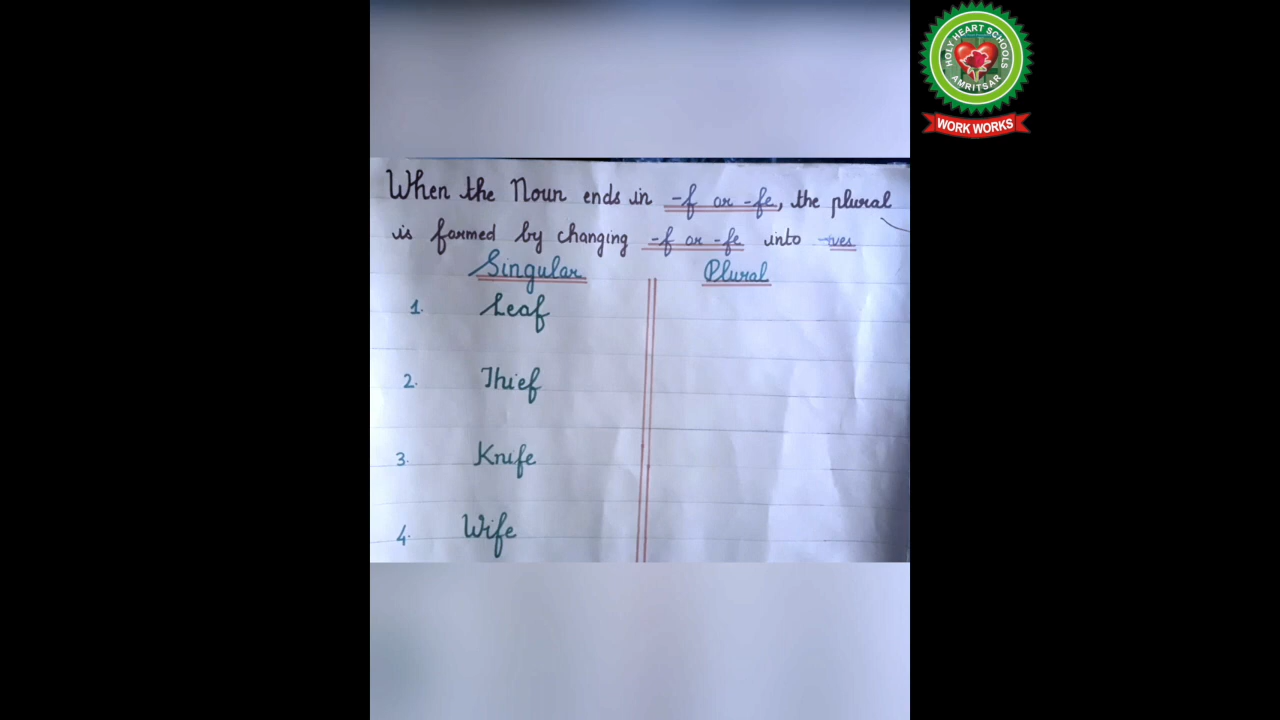 When the Noun ends in -f or -fe, the plural
is formed by changing -f or -fe into -ves
Singular Plural
1. Leaf
2. Thief
3. Knife
4. Wife
HOLY HEART SCHOOLS
AMRITSAR
WORK WORKS